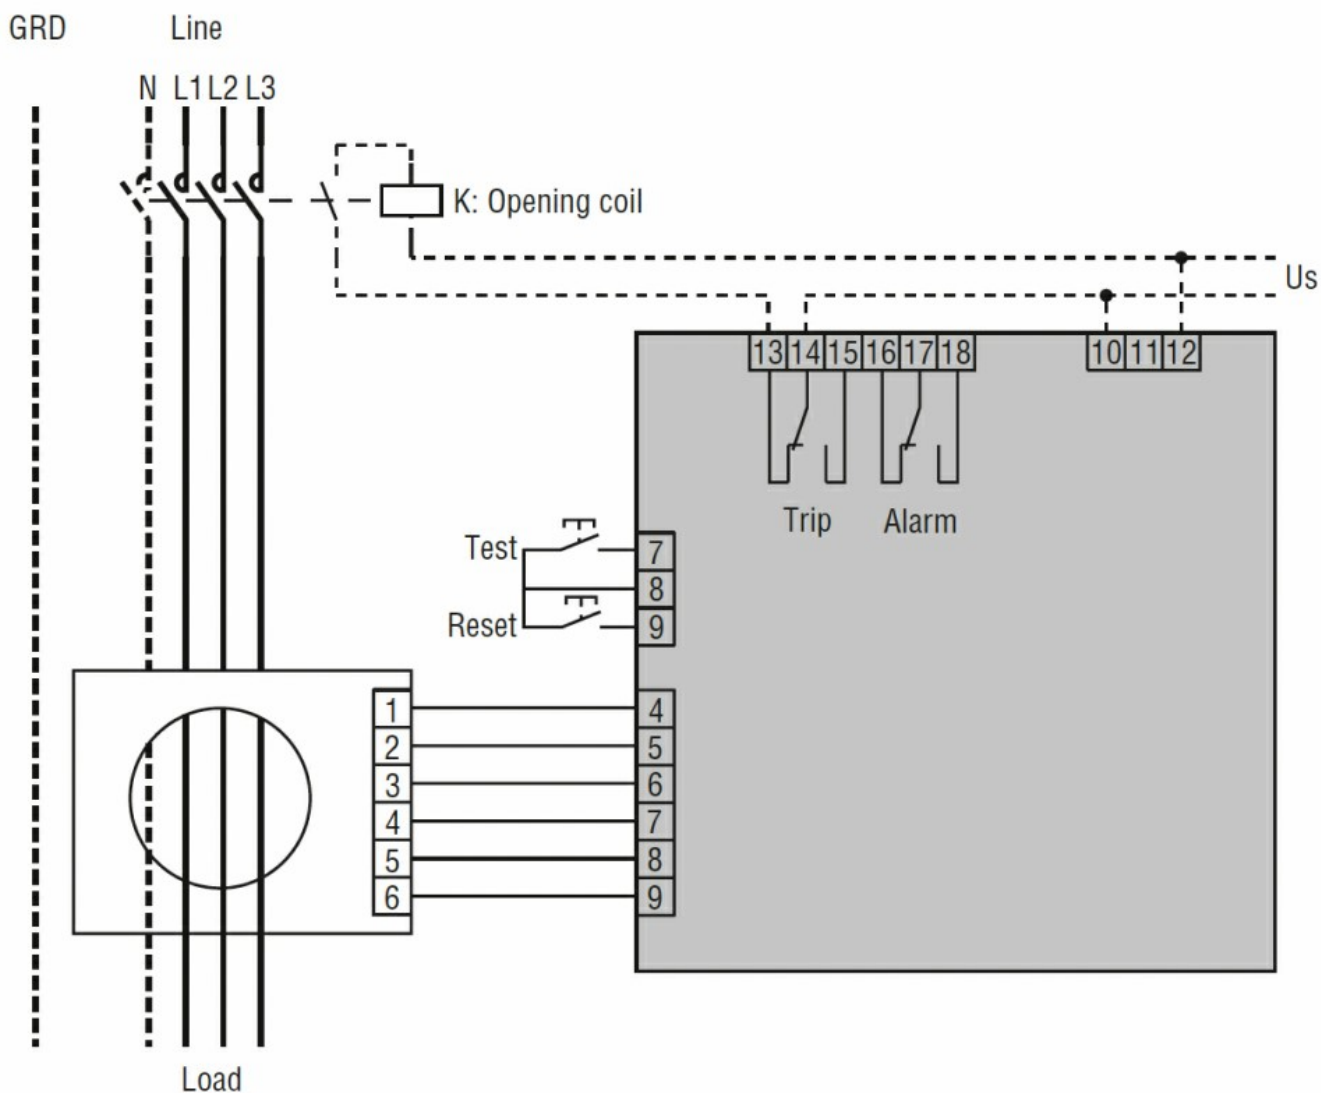 GRD Line
N L1 L2 L3
K: Opening coil
Us
13 14 15 16 17 18 10 11 12
Trip Alarm
Test 7
8
Reset 9
1 4
2 5
3 6
4 7
5 8
6 9
Load